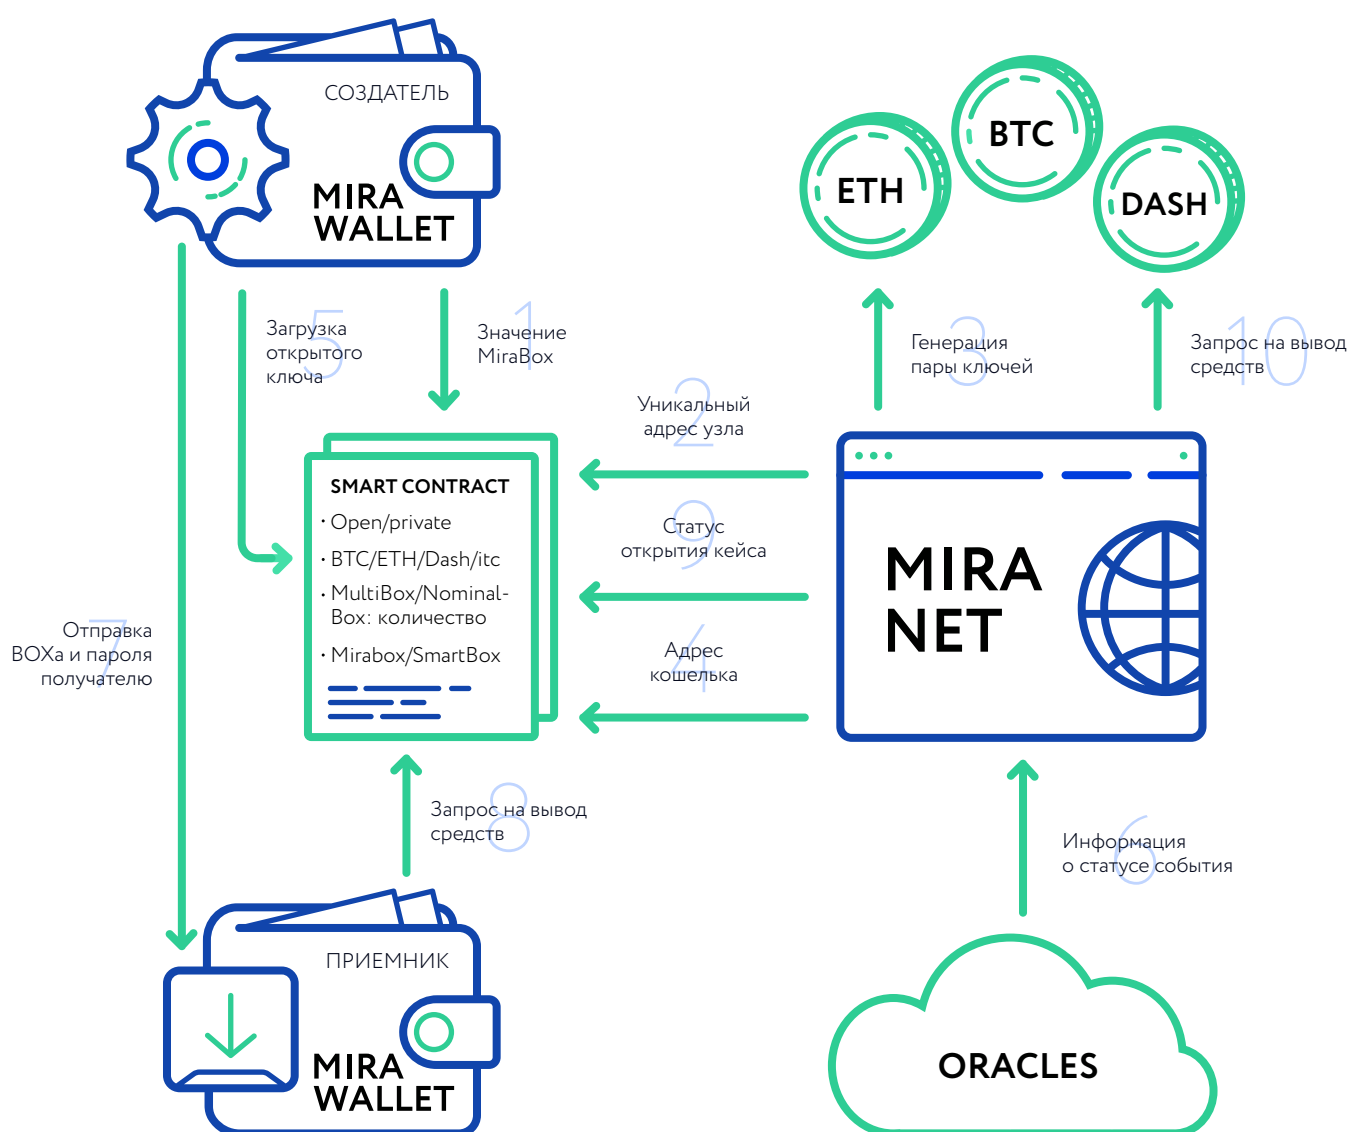 СОЗДАТЕЛЬ
MIRA
WALLET
ETH
BTC
DASH
5
Загрузка
открытого
ключа
1
Значение
MiraBox
3
Генерация
пары ключей
10
Запрос на вывод
средств
2
Уникальный
адрес узла
9
Статус
открытия кейса
4
Адрес
кошелька
SMART CONTRACT
· Open/private
· BTC/ETH/Dash/itc
· MultiBox/Nominal-
Box: количество
· Mirabox/SmartBox
MIRA
NET
7
Отправка
BOXа и пароля
получателю
8
Запрос на вывод
средств
6
Информация
о статусе события
ПРИЕМНИК
MIRA
WALLET
ORACLES